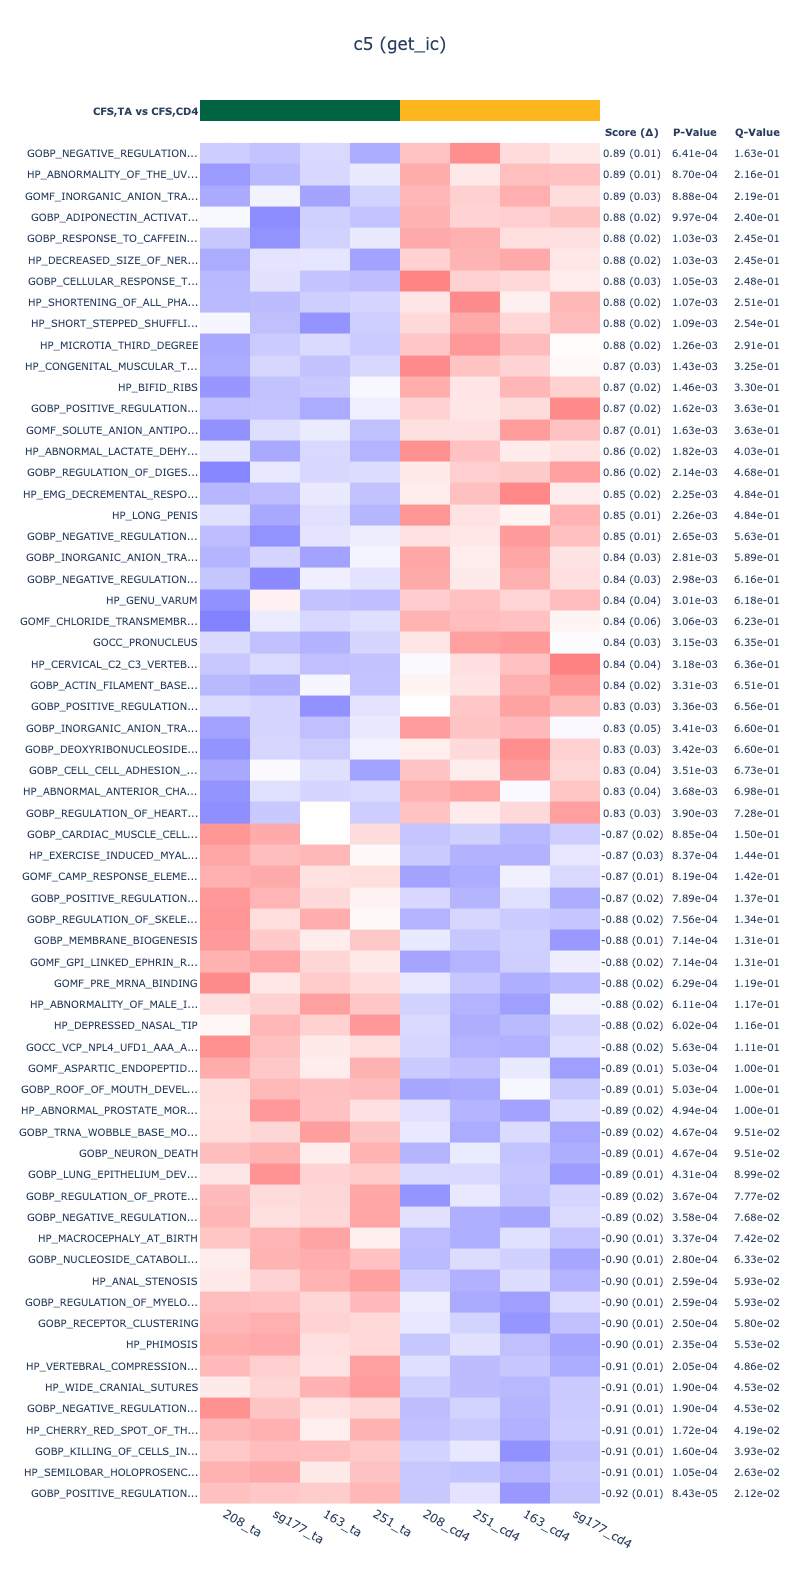 c5 (get_ic)
CFS,TA vs CFS,CD4
Score (Δ) P-Value Q-Value
GOBP_NEGATIVE_REGULATION... 0.89 (0.01) 6.41e-04 1.63e-01
HP_ABNORMALITY_OF_THE_UV... 0.89 (0.01) 8.70e-04 2.16e-01
GOMF_INORGANIC_ANION_TRA... 0.89 (0.03) 8.88e-04 2.19e-01
GOBP_ADIPONECTIN_ACTIVAT... 0.88 (0.02) 9.97e-04 2.40e-01
GOBP_RESPONSE_TO_CAFFEIN... 0.88 (0.02) 1.03e-03 2.45e-01
HP_DECREASED_SIZE_OF_NER... 0.88 (0.02) 1.03e-03 2.45e-01
GOBP_CELLULAR_RESPONSE_T... 0.88 (0.03) 1.05e-03 2.48e-01
HP_SHORTENING_OF_ALL_PHA... 0.88 (0.02) 1.07e-03 2.51e-01
HP_SHORT_STEPPED_SHUFFLI... 0.88 (0.02) 1.09e-03 2.54e-01
HP_MICROTIA_THIRD_DEGREE 0.88 (0.02) 1.26e-03 2.91e-01
HP_CONGENITAL_MUSCULAR_T... 0.87 (0.03) 1.43e-03 3.25e-01
HP_BIFID_RIBS 0.87 (0.02) 1.46e-03 3.30e-01
GOBP_POSITIVE_REGULATION... 0.87 (0.02) 1.62e-03 3.63e-01
GOMF_SOLUTE_ANION_ANTIPO... 0.87 (0.01) 1.63e-03 3.63e-01
HP_ABNORMAL_LACTATE_DEHY... 0.86 (0.02) 1.82e-03 4.03e-01
GOBP_REGULATION_OF_DIGES... 0.86 (0.02) 2.14e-03 4.68e-01
HP_EMG_DECREMENTAL_RESPO... 0.85 (0.02) 2.25e-03 4.84e-01
HP_LONG_PENIS 0.85 (0.01) 2.26e-03 4.84e-01
GOBP_NEGATIVE_REGULATION... 0.85 (0.01) 2.65e-03 5.63e-01
GOBP_INORGANIC_ANION_TRA... 0.84 (0.03) 2.81e-03 5.89e-01
GOBP_NEGATIVE_REGULATION... 0.84 (0.03) 2.98e-03 6.16e-01
HP_GENU_VARUM 0.84 (0.04) 3.01e-03 6.18e-01
GOMF_CHLORIDE_TRANSMEMBR... 0.84 (0.06) 3.06e-03 6.23e-01
GOCC_PRONUCLEUS 0.84 (0.03) 3.15e-03 6.35e-01
HP_CERVICAL_C2_C3_VERTEB... 0.84 (0.04) 3.18e-03 6.36e-01
GOBP_ACTIN_FILAMENT_BASE... 0.84 (0.02) 3.31e-03 6.51e-01
GOBP_POSITIVE_REGULATION... 0.83 (0.03) 3.36e-03 6.56e-01
GOBP_INORGANIC_ANION_TRA... 0.83 (0.05) 3.41e-03 6.60e-01
GOBP_DEOXYRIBONUCLEOSIDE... 0.83 (0.03) 3.42e-03 6.60e-01
GOBP_CELL_CELL_ADHESION_... 0.83 (0.04) 3.51e-03 6.73e-01
HP_ABNORMAL_ANTERIOR_CHA... 0.83 (0.04) 3.68e-03 6.98e-01
GOBP_REGULATION_OF_HEART... 0.83 (0.03) 3.90e-03 7.28e-01
GOBP_CARDIAC_MUSCLE_CELL... -0.87 (0.02) 8.85e-04 1.50e-01
HP_EXERCISE_INDUCED_MYAL... -0.87 (0.03) 8.37e-04 1.44e-01
GOMF_CAMP_RESPONSE_ELEME... -0.87 (0.01) 8.19e-04 1.42e-01
GOBP_POSITIVE_REGULATION... -0.87 (0.02) 7.89e-04 1.37e-01
GOBP_REGULATION_OF_SKELE... -0.88 (0.02) 7.56e-04 1.34e-01
GOBP_MEMBRANE_BIOGENESIS -0.88 (0.01) 7.14e-04 1.31e-01
GOMF_GPI_LINKED_EPHRIN_R... -0.88 (0.02) 7.14e-04 1.31e-01
GOMF_PRE_MRNA_BINDING -0.88 (0.02) 6.29e-04 1.19e-01
HP_ABNORMALITY_OF_MALE_I... -0.88 (0.02) 6.11e-04 1.17e-01
HP_DEPRESSED_NASAL_TIP -0.88 (0.02) 6.02e-04 1.16e-01
GOCC_VCP_NPL4_UFD1_AAA_A... -0.88 (0.02) 5.63e-04 1.11e-01
GOMF_ASPARTIC_ENDOPEPTID... -0.89 (0.01) 5.03e-04 1.00e-01
GOBP_ROOF_OF_MOUTH_DEVEL... -0.89 (0.01) 5.03e-04 1.00e-01
HP_ABNORMAL_PROSTATE_MOR... -0.89 (0.02) 4.94e-04 1.00e-01
GOBP_TRNA_WOBBLE_BASE_MO... -0.89 (0.02) 4.67e-04 9.51e-02
GOBP_NEURON_DEATH -0.89 (0.01) 4.67e-04 9.51e-02
GOBP_LUNG_EPITHELIUM_DEV... -0.89 (0.01) 4.31e-04 8.99e-02
GOBP_REGULATION_OF_PROTE... -0.89 (0.02) 3.67e-04 7.77e-02
GOBP_NEGATIVE_REGULATION... -0.89 (0.02) 3.58e-04 7.68e-02
HP_MACROCEPHALY_AT_BIRTH -0.90 (0.01) 3.37e-04 7.42e-02
GOBP_NUCLEOSIDE_CATABOLI... -0.90 (0.01) 2.80e-04 6.33e-02
HP_ANAL_STENOSIS -0.90 (0.01) 2.59e-04 5.93e-02
GOBP_REGULATION_OF_MYELO... -0.90 (0.01) 2.59e-04 5.93e-02
GOBP_RECEPTOR_CLUSTERING -0.90 (0.01) 2.50e-04 5.80e-02
HP_PHIMOSIS -0.90 (0.01) 2.35e-04 5.53e-02
HP_VERTEBRAL_COMPRESSION... -0.91 (0.01) 2.05e-04 4.86e-02
HP_WIDE_CRANIAL_SUTURES -0.91 (0.01) 1.90e-04 4.53e-02
GOBP_NEGATIVE_REGULATION... -0.91 (0.01) 1.90e-04 4.53e-02
HP_CHERRY_RED_SPOT_OF_TH... -0.91 (0.01) 1.72e-04 4.19e-02
GOBP_KILLING_OF_CELLS_IN... -0.91 (0.01) 1.60e-04 3.93e-02
HP_SEMILOBAR_HOLOPROSENC... -0.91 (0.01) 1.05e-04 2.63e-02
GOBP_POSITIVE_REGULATION... -0.92 (0.01) 8.43e-05 2.12e-02
208_ta sg177_ta 163_ta 251_ta 208_cd4 251_cd4 163_cd4 sg177_cd4